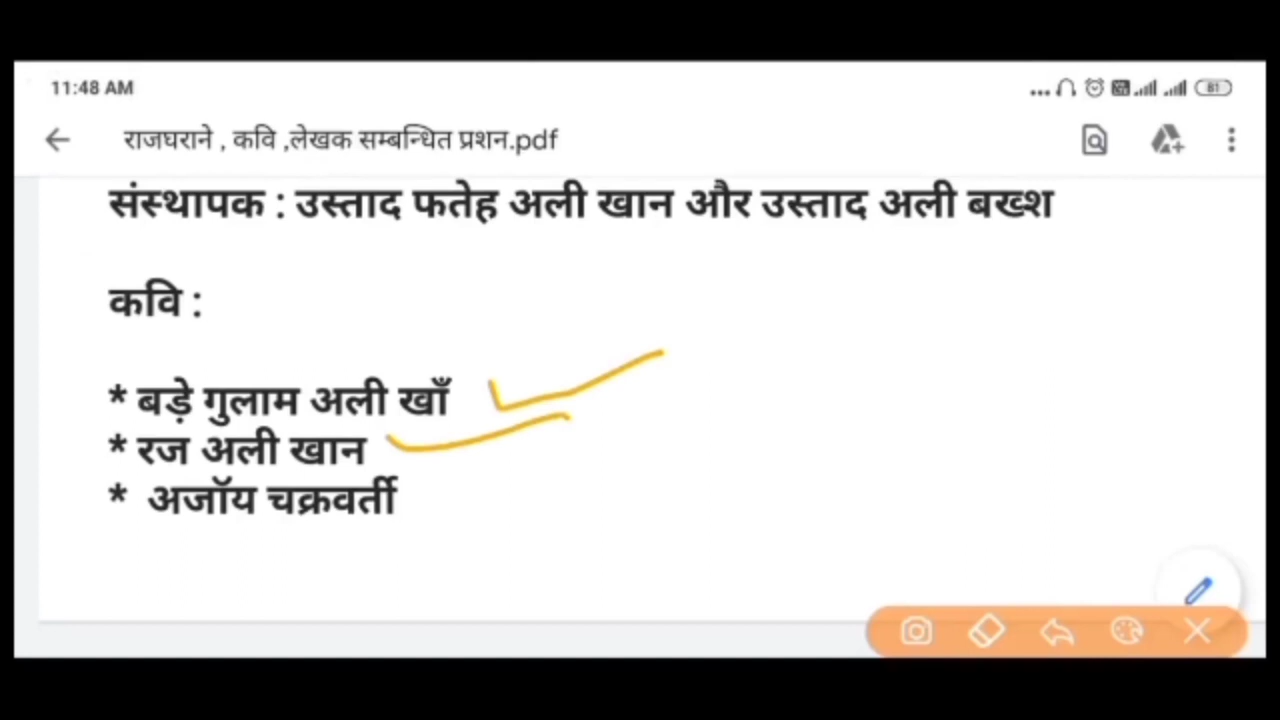 11:48 AM
... 81
राजघराने , कवि ,लेखक सम्बन्धित प्रशन.pdf
संस्थापक : उस्ताद फतेह अली खान और उस्ताद अली बख्श
कवि :
* बड़े गुलाम अली खाँ
* रज अली खान
* अजॉय चक्रवर्ती